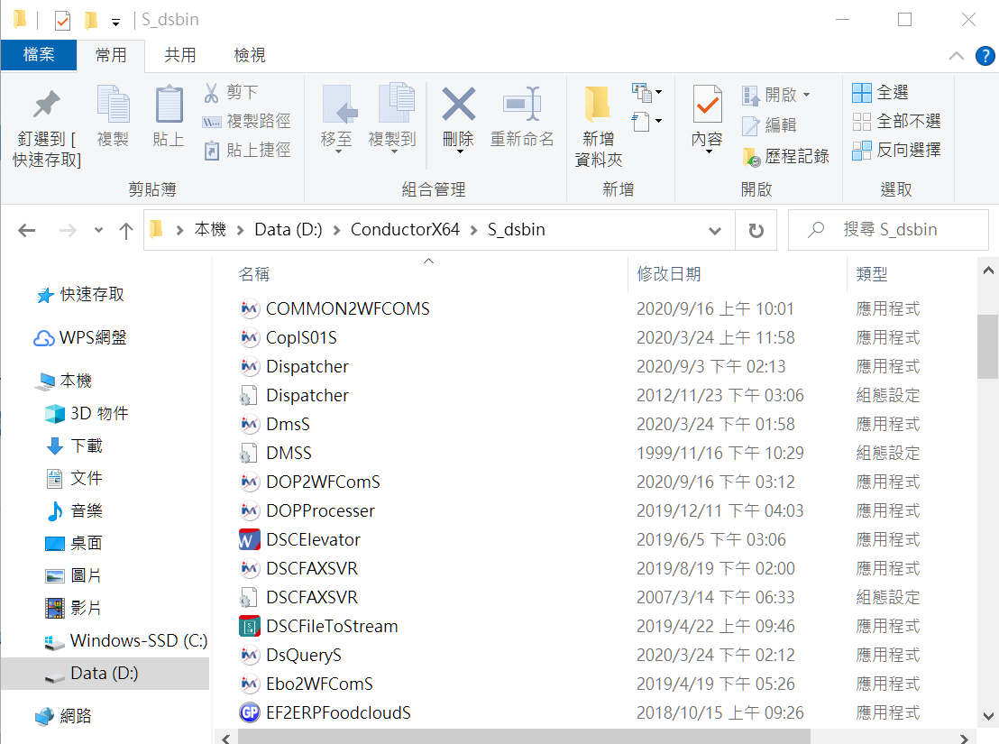 S_dsbin
檔案 常用 共用 檢視
剪下
複製路徑
貼上捷徑
釘選到 [
快速存取]
複製
貼上
移至
複製到
刪除
重新命名
新增
資料夾
內容
開啟
編輯
歷程記錄
全選
全部不選
反向選擇
剪貼簿 組合管理 新增 開啟 選取
本機 Data (D:) ConductorX64 S_dsbin
搜尋 S_dsbin
快速存取
WPS網盤
本機
3D 物件
下載
文件
音樂
桌面
圖片
影片
Windows-SSD (C:)
Data (D:)
網路
名稱 修改日期 類型
COMMON2WFCOMS 2020/9/16 上午 10:01 應用程式
CopIS01S 2020/3/24 上午 11:58 應用程式
Dispatcher 2020/9/3 下午 02:13 應用程式
Dispatcher 2012/11/23 下午 03:06 組態設定
DmsS 2020/3/24 下午 01:58 應用程式
DMSS 1999/11/16 下午 10:29 組態設定
DOP2WFComS 2020/9/16 下午 03:12 應用程式
DOPProcesser 2019/12/11 下午 04:03 應用程式
DSCElevator 2019/6/5 下午 03:06 應用程式
DSCFAXSVR 2019/8/19 下午 02:00 應用程式
DSCFAXSVR 2007/3/14 下午 06:33 組態設定
DSCFileToStream 2019/4/22 上午 09:46 應用程式
DsQueryS 2020/3/24 下午 02:12 應用程式
Ebo2WFComS 2019/4/19 下午 05:26 應用程式
EF2ERPFoodcloudS 2018/10/15 上午 09:26 應用程式